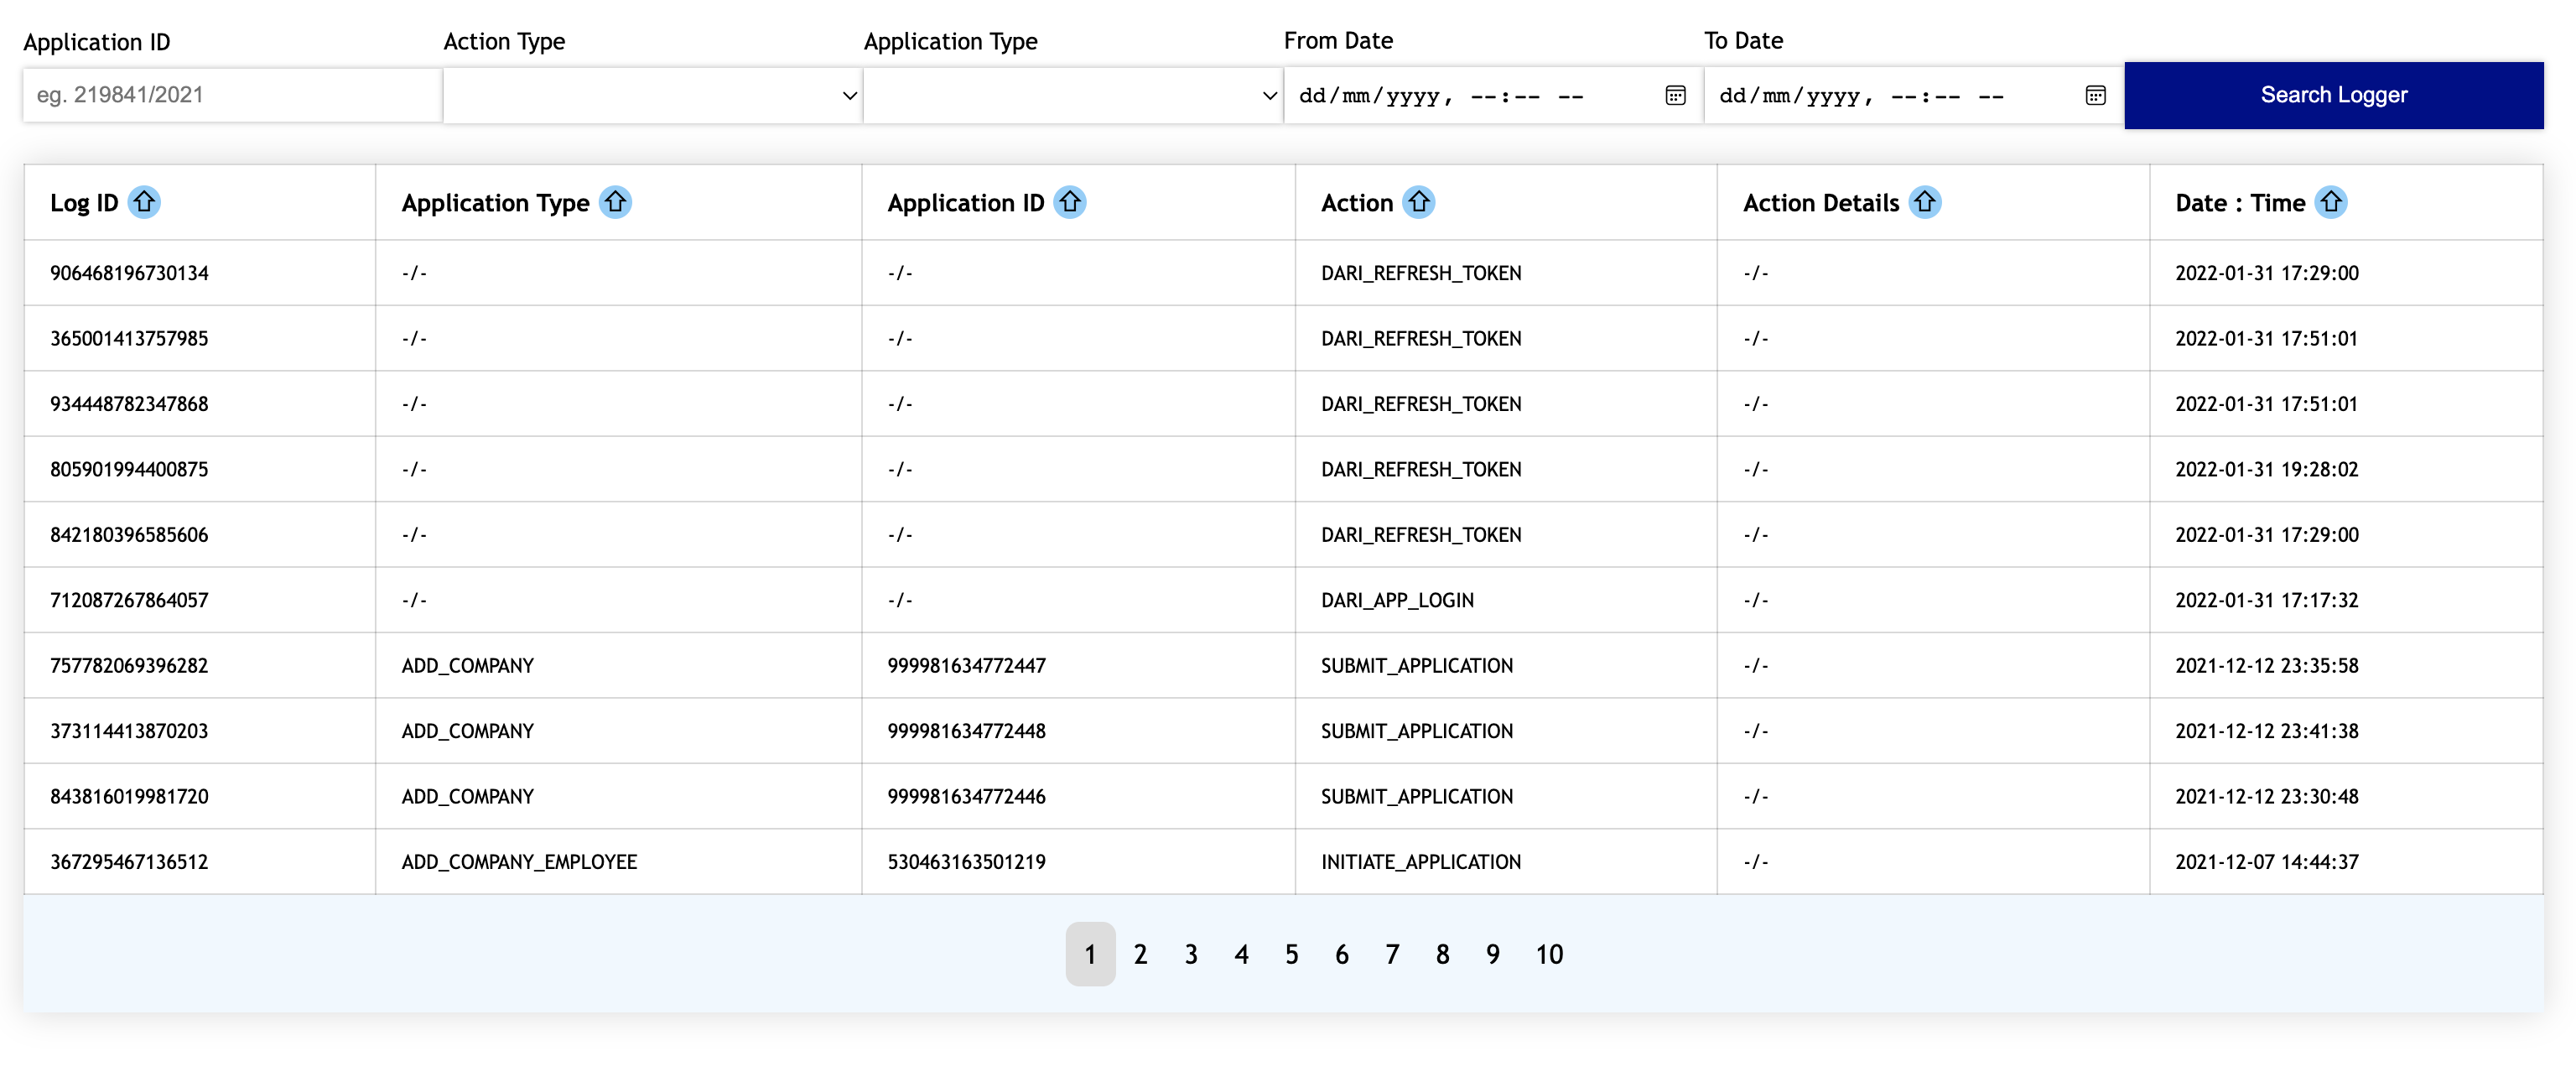 Application ID Action Type Application Type From Date To Date
eg. 219841/2021 dd/mm/yyyy, --:-- -- dd/mm/yyyy, --:-- -- Search Logger
Log ID Application Type Application ID Action Action Details Date : Time
906468196730134 -/- -/- DARI_REFRESH_TOKEN -/- 2022-01-31 17:29:00
365001413757985 -/- -/- DARI_REFRESH_TOKEN -/- 2022-01-31 17:51:01
934448782347868 -/- -/- DARI_REFRESH_TOKEN -/- 2022-01-31 17:51:01
805901994400875 -/- -/- DARI_REFRESH_TOKEN -/- 2022-01-31 19:28:02
842180396585606 -/- -/- DARI_REFRESH_TOKEN -/- 2022-01-31 17:29:00
712087267864057 -/- -/- DARI_APP_LOGIN -/- 2022-01-31 17:17:32
757782069396282 ADD_COMPANY 999981634772447 SUBMIT_APPLICATION -/- 2021-12-12 23:35:58
373114413870203 ADD_COMPANY 999981634772448 SUBMIT_APPLICATION -/- 2021-12-12 23:41:38
843816019981720 ADD_COMPANY 999981634772446 SUBMIT_APPLICATION -/- 2021-12-12 23:30:48
367295467136512 ADD_COMPANY_EMPLOYEE 530463163501219 INITIATE_APPLICATION -/- 2021-12-07 14:44:37
1 2 3 4 5 6 7 8 9 10